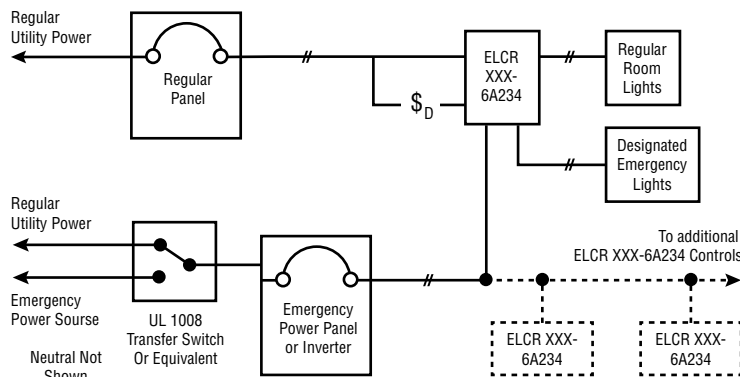 Regular
Utility Power
Regular
Panel
$D
ELCR
XXX-
6A234
Regular
Room
Lights
Designated
Emergency
Lights
Regular
Utility Power
Emergency
Power Sourse
UL 1008
Transfer Switch
Or Equivalent
Emergency
Power Panel
or Inverter
To additional
ELCR XXX-6A234 Controls
ELCR XXX-
6A234
ELCR XXX-
6A234
Neutral Not
Shown